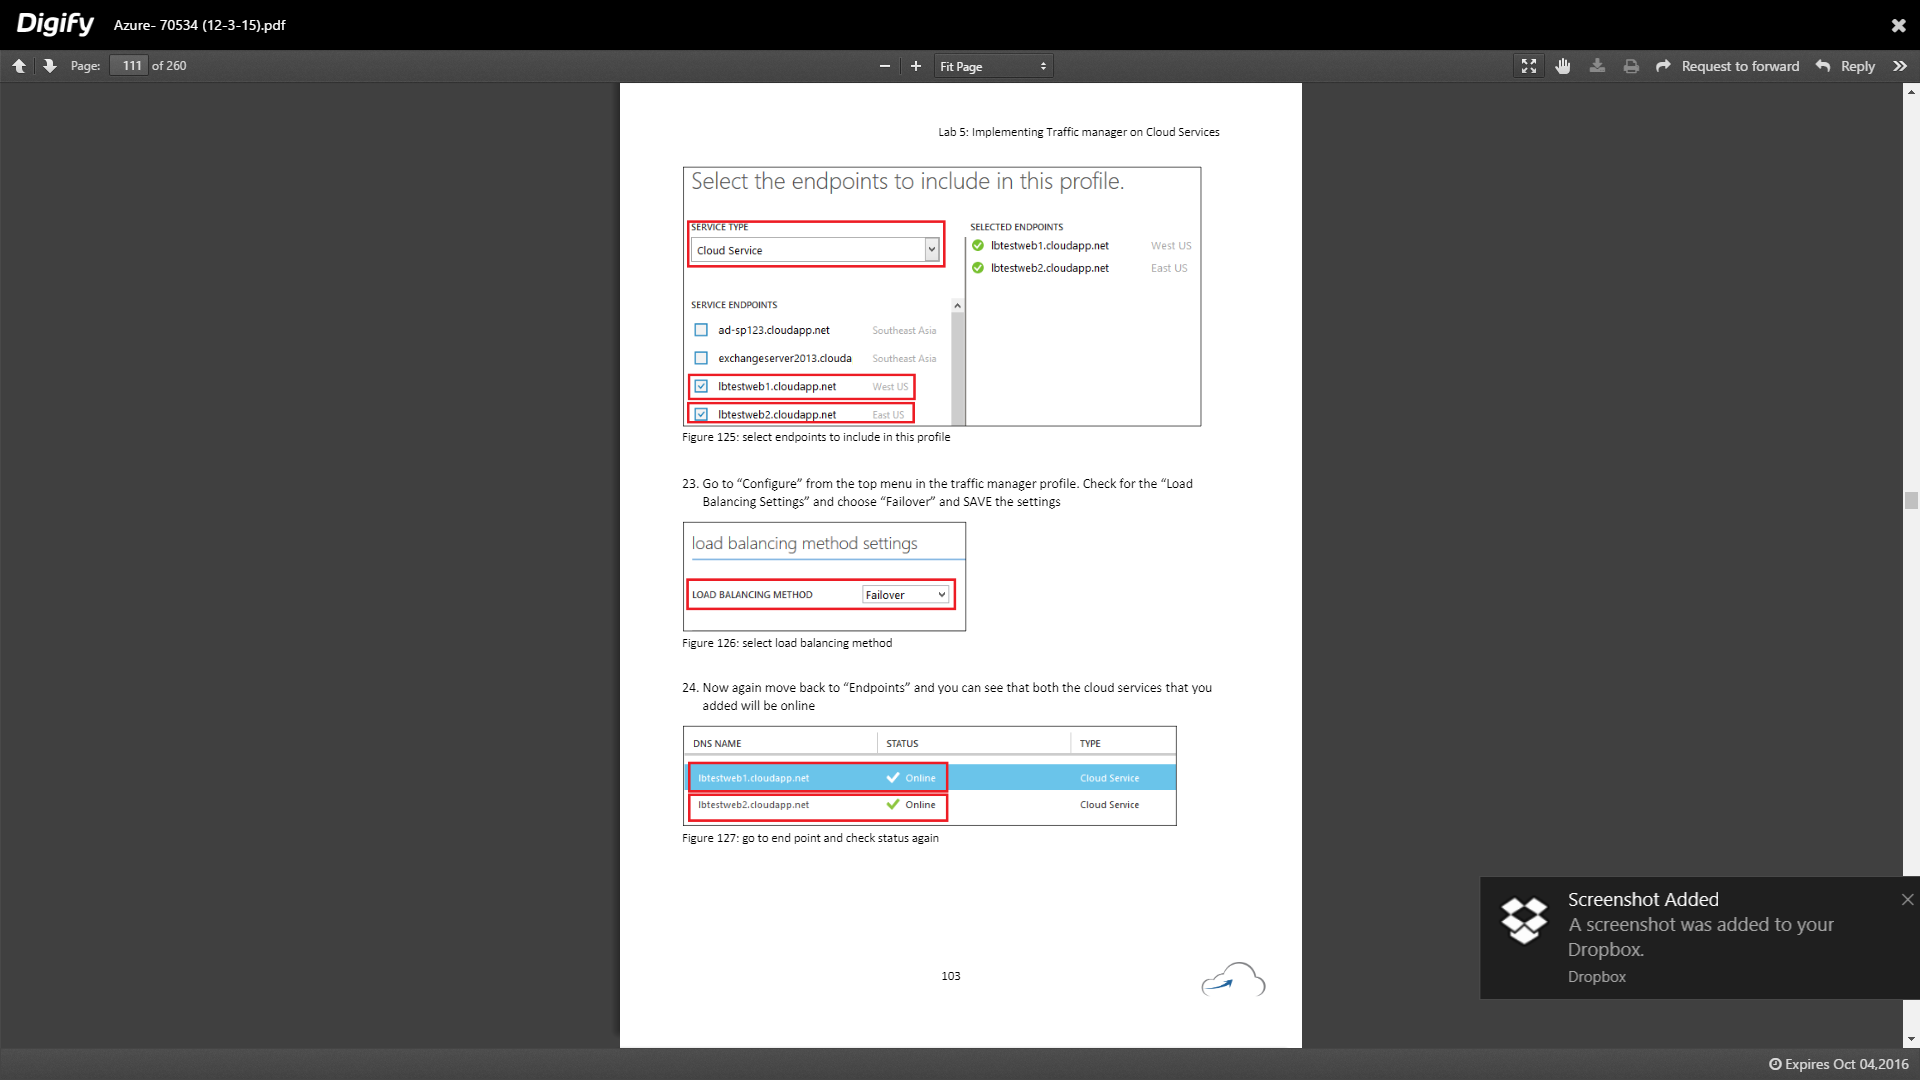 Digify Azure- 70534 (12-3-15).pdf
Page: 111 of 260 Fit Page Request to forward Reply
Lab 5: Implementing Traffic manager on Cloud Services
Select the endpoints to include in this profile.
SERVICE TYPE
Cloud Service
SERVICE ENDPOINTS
ad-sp123.cloudapp.net Southeast Asia
exchangeserver2013.clouda Southeast Asia
lbtestweb1.cloudapp.net West US
lbtestweb2.cloudapp.net East US
SELECTED ENDPOINTS
lbtestweb1.cloudapp.net West US
lbtestweb2.cloudapp.net East US
Figure 125: select endpoints to include in this profile
23. Go to “Configure” from the top menu in the traffic manager profile. Check for the “Load
Balancing Settings” and choose “Failover” and SAVE the settings
load balancing method settings
LOAD BALANCING METHOD Failover
Figure 126: select load balancing method
24. Now again move back to “Endpoints” and you can see that both the cloud services that you
added will be online
DNS NAME STATUS TYPE
lbtestweb1.cloudapp.net Online Cloud Service
lbtestweb2.cloudapp.net Online Cloud Service
Figure 127: go to end point and check status again
103
Screenshot Added
A screenshot was added to your
Dropbox.
Dropbox
Expires Oct 04,2016